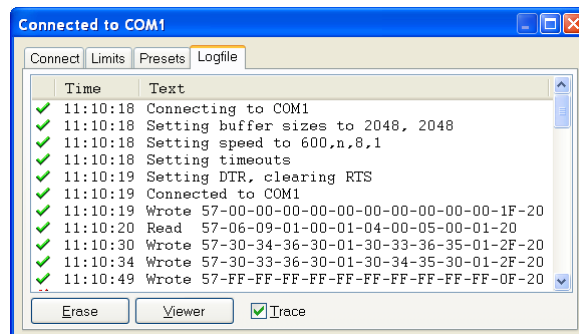 Connected to COM1
Connect Limits Presets Logfile
Time Text
11:10:18 Connecting to COM1
11:10:18 Setting buffer sizes to 2048, 2048
11:10:18 Setting speed to 600,n,8,1
11:10:18 Setting timeouts
11:10:19 Setting DTR, clearing RTS
11:10:19 Connected to COM1
11:10:19 Wrote 57-00-00-00-00-00-00-00-00-00-00-1F-20
11:10:20 Read 57-06-09-01-00-01-04-00-05-00-01-20
11:10:30 Wrote 57-30-34-36-30-01-30-33-36-35-01-2F-20
11:10:34 Wrote 57-30-35-36-30-01-30-34-35-30-01-2F-20
11:10:49 Wrote 57-FF-FF-FF-FF-FF-FF-FF-FF-FF-FF-0F-20
Erase Viewer Trace